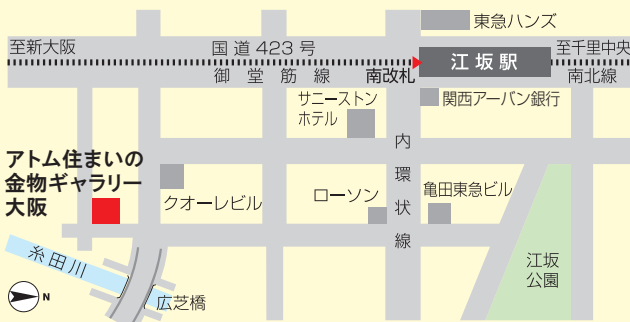 東急ハンズ
至新大阪
国道423号
江坂駅
至千里中央
御堂筋線
南改札
南北線
サニーストン
ホテル
関西アーバン銀行
内環状線
アトム住まいの
金物ギャラリー
大阪
クオーレビル
ローソン
亀田東急ビル
糸田川
江坂
公園
広芝橋
N